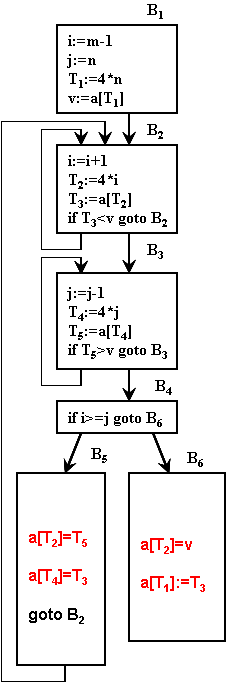 B₁
i:=m-1
j:=n
T₁:=4*n
v:=a[T₁]
B₂
i:=i+1
T₂:=4*i
T₃:=a[T₂]
if T₃<v goto B₂
B₃
j:=j-1
T₄:=4*j
T₅:=a[T₄]
if T₅>v goto B₃
B₄
if i>=j goto B₆
B₅
a[T₂]=T₅
a[T₄]=T₃
goto B₂
B₆
a[T₂]=v
a[T₁]:=T₃